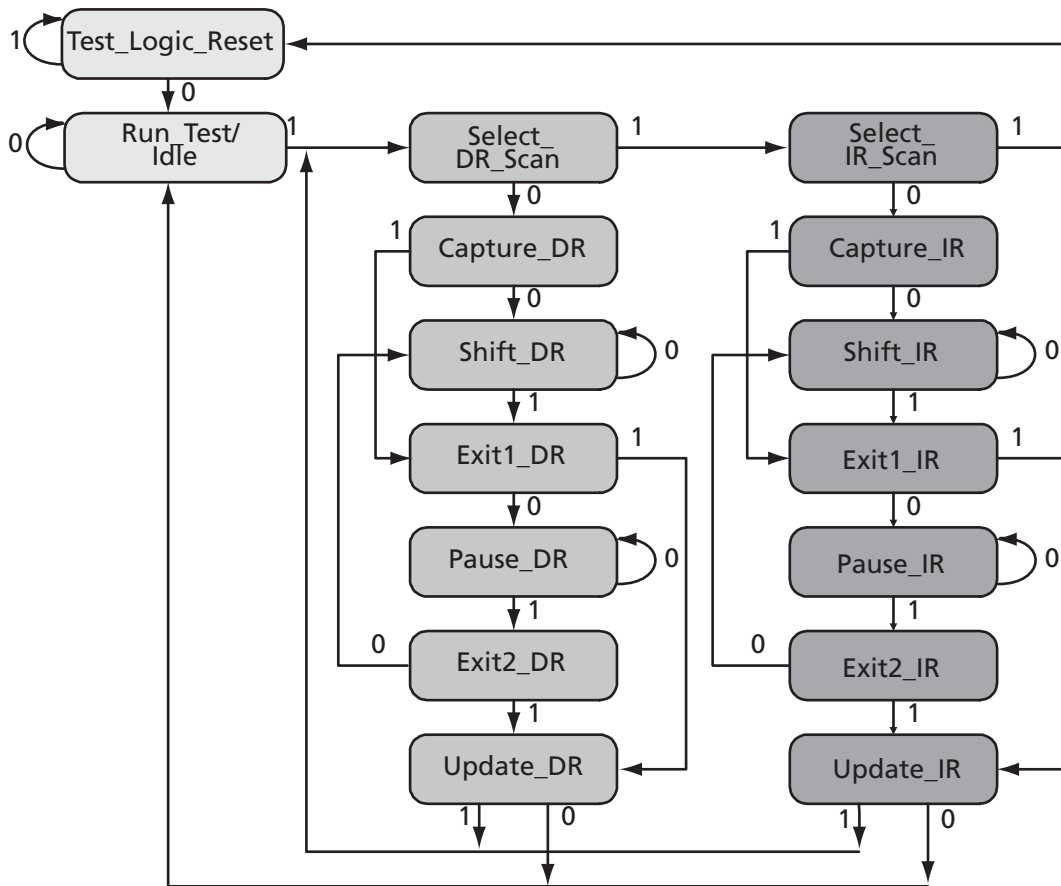 1
Test_Logic_Reset
0
0
Run_Test/
Idle
1
Select_
DR_Scan
1
Select_
IR_Scan
1
0
0
1
Capture_DR
1
Capture_IR
0
0
Shift_DR
0
Shift_IR
0
1
1
Exit1_DR
1
Exit1_IR
1
0
0
Pause_DR
0
Pause_IR
0
1
1
0
Exit2_DR
0
Exit2_IR
1
1
Update_DR
Update_IR
1
0
1
0